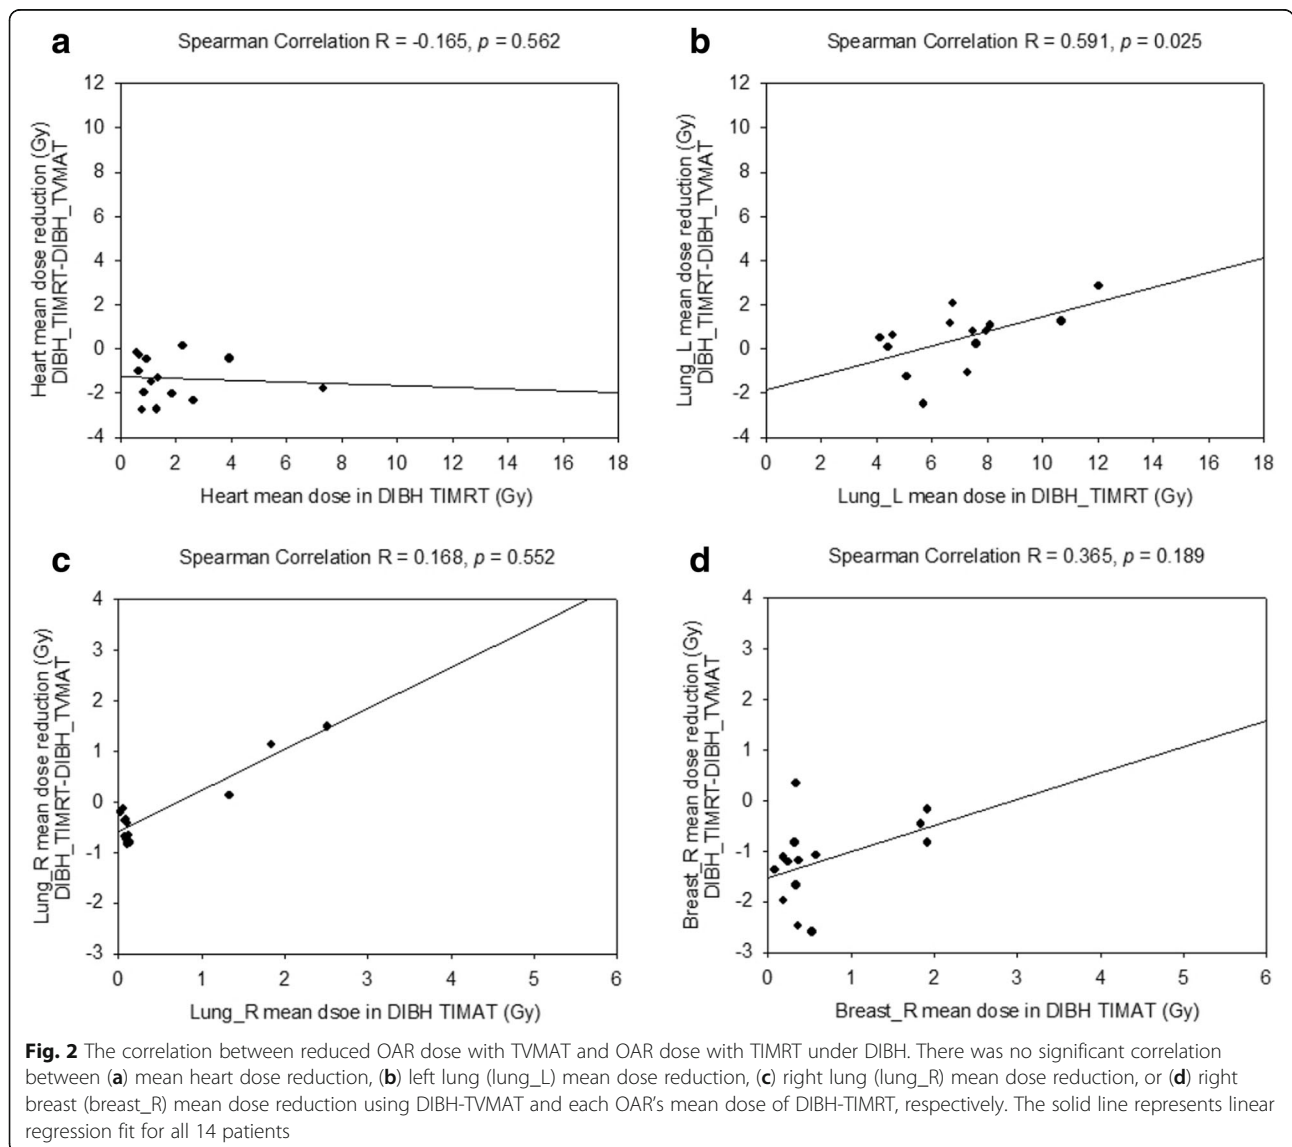 a
Spearman Correlation R = -0.165, p = 0.562
Heart mean dose reduction (Gy)
DIBH_TIMRT-DIBH_TVMAT
12
10
8
6
4
2
0
-2
-4
0 2 4 6 8 10 12 14 16 18
Heart mean dose in DIBH TIMRT (Gy)
b
Spearman Correlation R = 0.591, p = 0.025
Lung_L mean dose reduction (Gy)
DIBH_TIMRT-DIBH_TVMAT
12
10
8
6
4
2
0
-2
-4
0 2 4 6 8 10 12 14 16 18
Lung_L mean dose in DIBH_TIMRT (Gy)
c
Spearman Correlation R = 0.168, p = 0.552
Lung_R mean dose reduction (Gy)
DIBH_TIMRT-DIBH_TVMAT
4
3
2
1
0
-1
-2
-3
0 1 2 3 4 5 6
Lung_R mean dsoe in DIBH TIMAT (Gy)
d
Spearman Correlation R = 0.365, p = 0.189
Breast_R mean dose reduction (Gy)
DIBH_TIMRT-DIBH_TVMAT
4
3
2
1
0
-1
-2
-3
0 1 2 3 4 5 6
Breast_R mean dose in DIBH TIMAT (Gy)
Fig. 2 The correlation between reduced OAR dose with TVMAT and OAR dose with TIMRT under DIBH. There was no significant correlation
between (a) mean heart dose reduction, (b) left lung (lung_L) mean dose reduction, (c) right lung (lung_R) mean dose reduction, or (d) right
breast (breast_R) mean dose reduction using DIBH-TVMAT and each OAR's mean dose of DIBH-TIMRT, respectively. The solid line represents linear
regression fit for all 14 patients